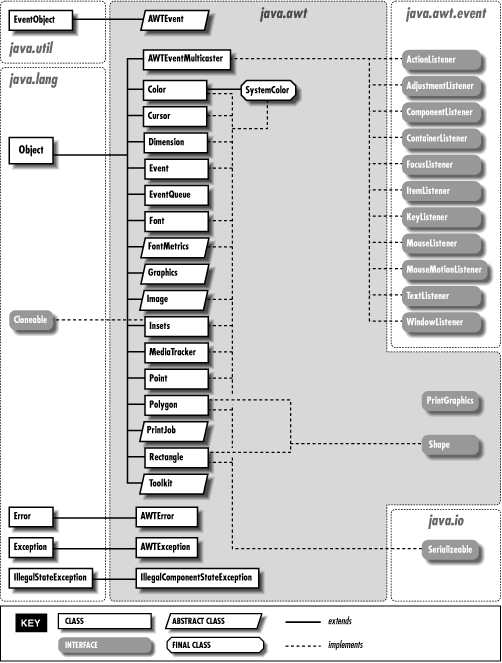 java.awt
java.awt.event
EventObject
AWTEvent
java.util
java.lang
AWTEventMulticaster
ActionListener
Color
SystemColor
AdjustmentListener
Cursor
ComponentListener
Object
Dimension
ContainerListener
Event
FocusListener
EventQueue
ItemListener
Font
KeyListener
FontMetrics
MouseListener
Graphics
MouseMotionListener
Image
TextListener
Cloneable
Insets
WindowListener
MediaTracker
Point
Polygon
PrintGraphics
PrintJob
Shape
Rectangle
Toolkit
Error
AWTError
java.io
Exception
AWTException
Serializeable
IllegalStateException
IllegalComponentStateException
KEY
CLASS
ABSTRACT CLASS
extends
INTERFACE
FINAL CLASS
implements